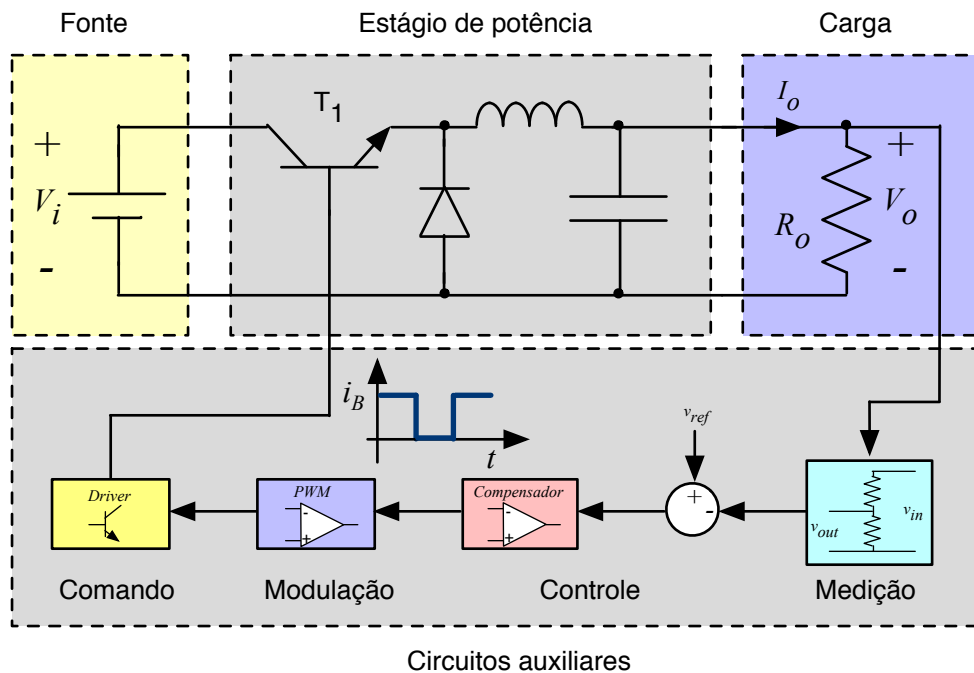 Fonte
Estágio de potência
Carga
T1
Io
+
Vi
-
Ro
+
Vo
-
iB
t
vref
+
-
Driver
PWM
-
+
Compensador
-
+
vout
vin
Comando
Modulação
Controle
Medição
Circuitos auxiliares